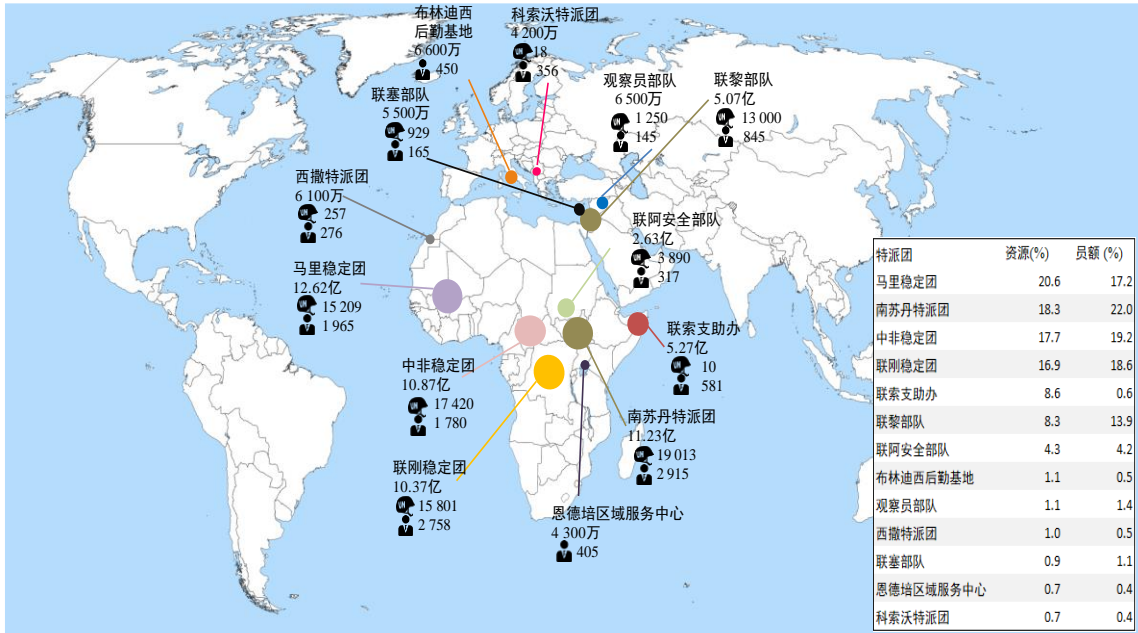 布林迪西
后勤基地
6 600万
450
科索沃特派团
4 200万
18
356
观察员部队
6 500万
1 250
145
联黎部队
5.07亿
13 000
845
联塞部队
5 500万
929
165
西撒特派团
6 100万
257
276
联阿安全部队
2.63亿
3 890
317
马里稳定团
12.62亿
15 209
1 965
联索支助办
5.27亿
10
581
中非稳定团
10.87亿
17 420
1 780
南苏丹特派团
11.23亿
19 013
2 915
联刚稳定团
10.37亿
15 801
2 758
恩德培区域服务中心
4 300万
405
特派团 资源(%) 员额 (%)
马里稳定团 20.6 17.2
南苏丹特派团 18.3 22.0
中非稳定团 17.7 19.2
联刚稳定团 16.9 18.6
联索支助办 8.6 0.6
联黎部队 8.3 13.9
联阿安全部队 4.3 4.2
布林迪西后勤基地 1.1 0.5
观察员部队 1.1 1.4
西撒特派团 1.0 0.5
联塞部队 0.9 1.1
恩德培区域服务中心 0.7 0.4
科索沃特派团 0.7 0.4